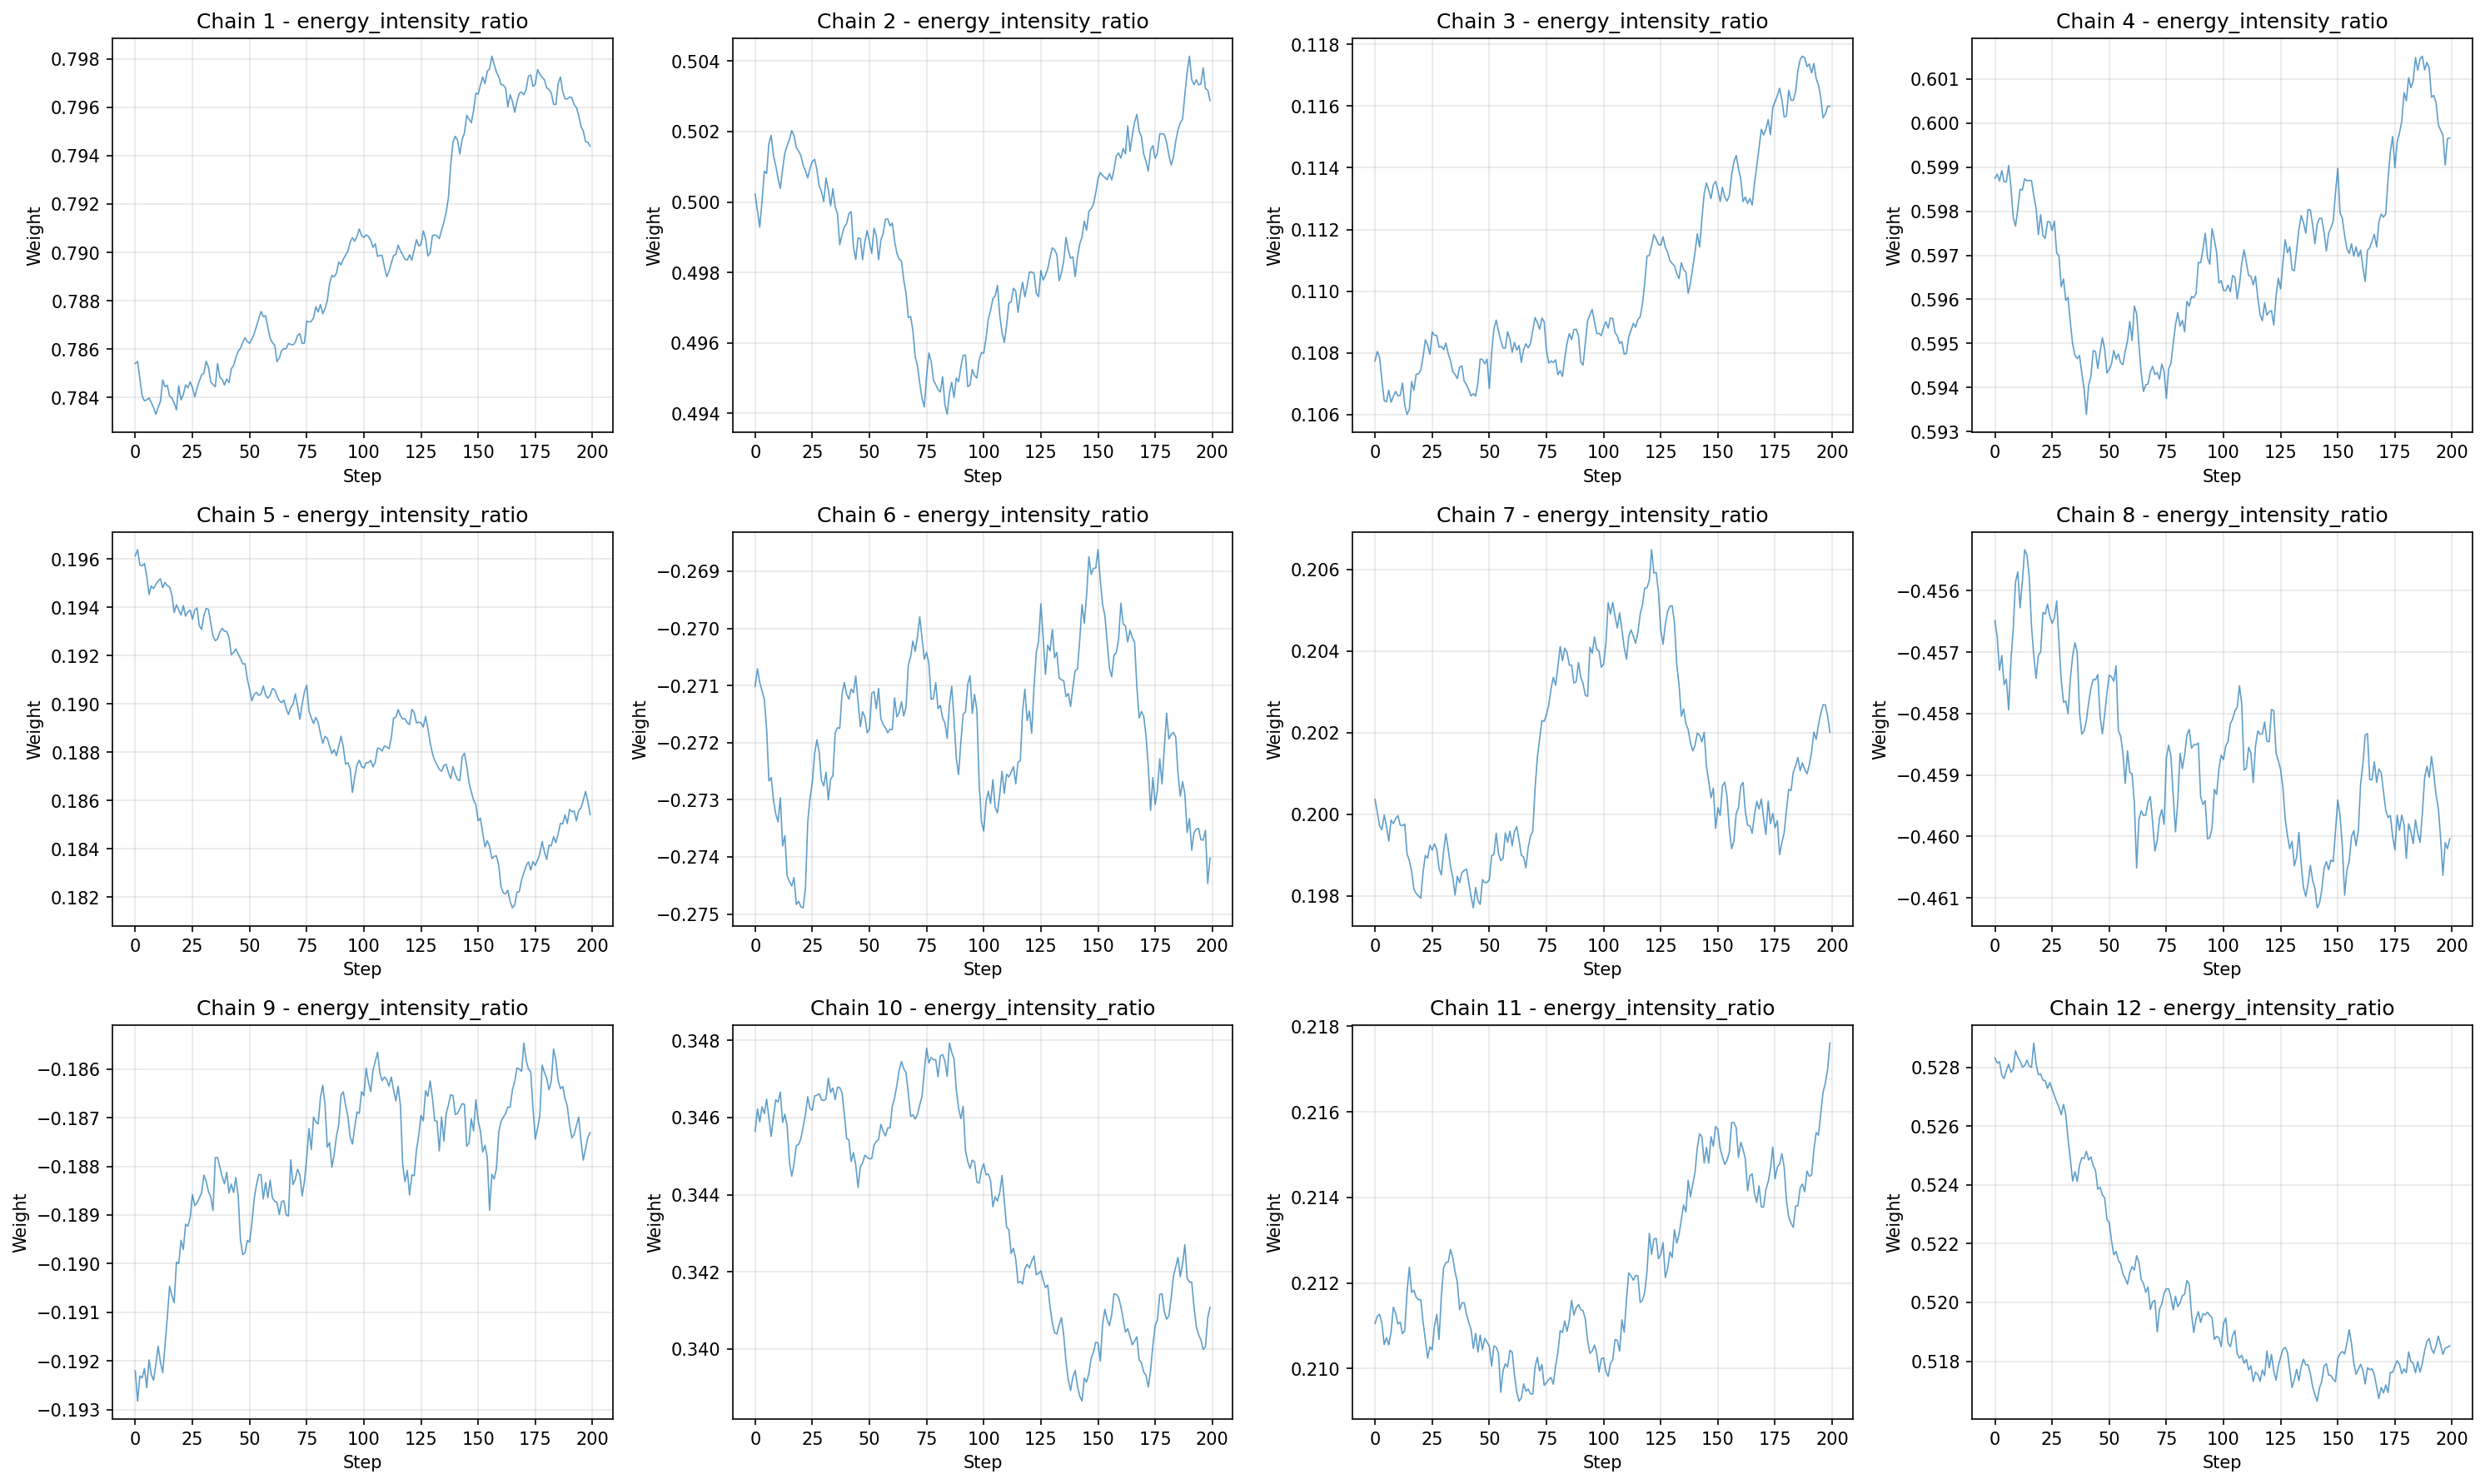 Chain 1 - energy_intensity_ratio
Weight
0.798
0.796
0.794
0.792
0.790
0.788
0.786
0.784
0 25 50 75 100 125 150 175 200
Step
Chain 2 - energy_intensity_ratio
Weight
0.504
0.502
0.500
0.498
0.496
0.494
0 25 50 75 100 125 150 175 200
Step
Chain 3 - energy_intensity_ratio
Weight
0.118
0.116
0.114
0.112
0.110
0.108
0.106
0 25 50 75 100 125 150 175 200
Step
Chain 4 - energy_intensity_ratio
Weight
0.601
0.600
0.599
0.598
0.597
0.596
0.595
0.594
0.593
0 25 50 75 100 125 150 175 200
Step
Chain 5 - energy_intensity_ratio
Weight
0.196
0.194
0.192
0.190
0.188
0.186
0.184
0.182
0 25 50 75 100 125 150 175 200
Step
Chain 6 - energy_intensity_ratio
Weight
−0.269
−0.270
−0.271
−0.272
−0.273
−0.274
−0.275
0 25 50 75 100 125 150 175 200
Step
Chain 7 - energy_intensity_ratio
Weight
0.206
0.204
0.202
0.200
0.198
0 25 50 75 100 125 150 175 200
Step
Chain 8 - energy_intensity_ratio
Weight
−0.456
−0.457
−0.458
−0.459
−0.460
−0.461
0 25 50 75 100 125 150 175 200
Step
Chain 9 - energy_intensity_ratio
Weight
−0.186
−0.187
−0.188
−0.189
−0.190
−0.191
−0.192
−0.193
0 25 50 75 100 125 150 175 200
Step
Chain 10 - energy_intensity_ratio
Weight
0.348
0.346
0.344
0.342
0.340
0 25 50 75 100 125 150 175 200
Step
Chain 11 - energy_intensity_ratio
Weight
0.218
0.216
0.214
0.212
0.210
0 25 50 75 100 125 150 175 200
Step
Chain 12 - energy_intensity_ratio
Weight
0.528
0.526
0.524
0.522
0.520
0.518
0 25 50 75 100 125 150 175 200
Step